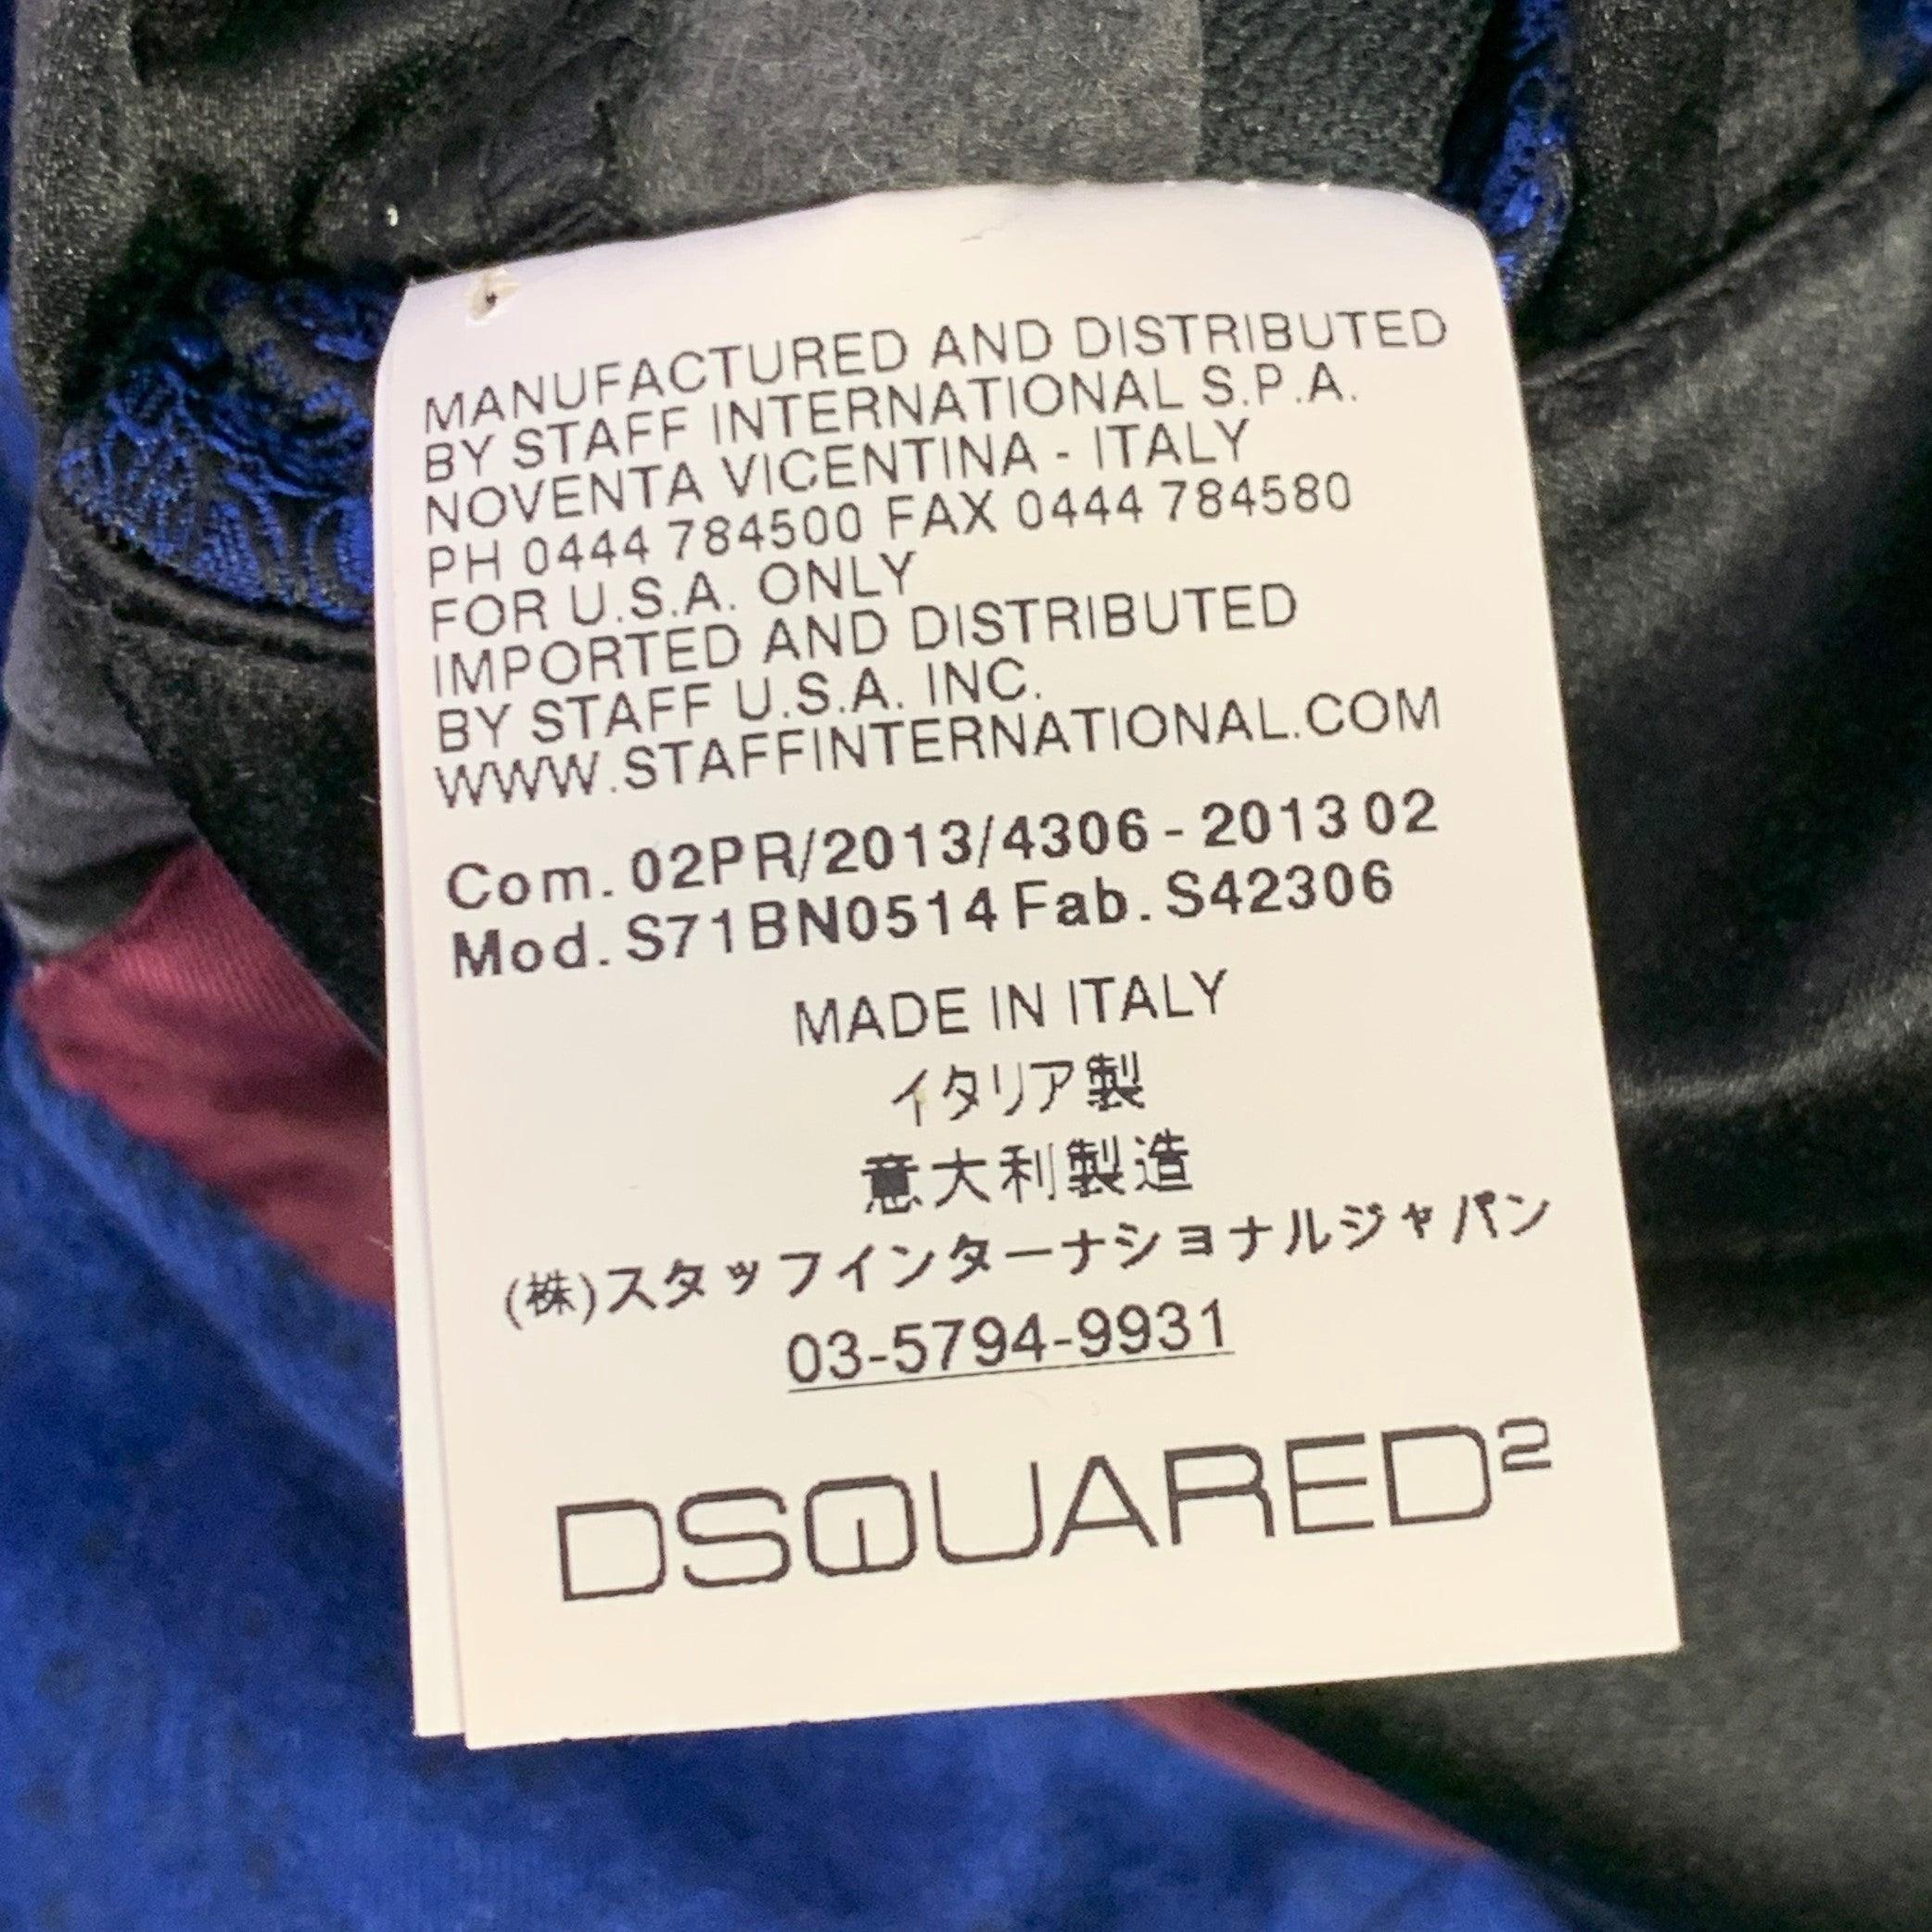 MANUFACTURED AND DISTRIBUTED
BY STAFF INTERNATIONAL S.P.A.
NOVENTA VICENTINA - ITALY
PH 0444 784500 FAX 0444 784580
FOR U.S.A. ONLY
IMPORTED AND DISTRIBUTED
BY STAFF U.S.A. INC.
WWW.STAFFINTERNATIONAL.COM
Com. 02PR/2013/4306 - 2013 02
Mod. S71BN0514 Fab. S42306
MADE IN ITALY
イタリア製
意大利製造
(株)スタッフインターナショナルジャパン
03-5794-9931
DSQUARED²